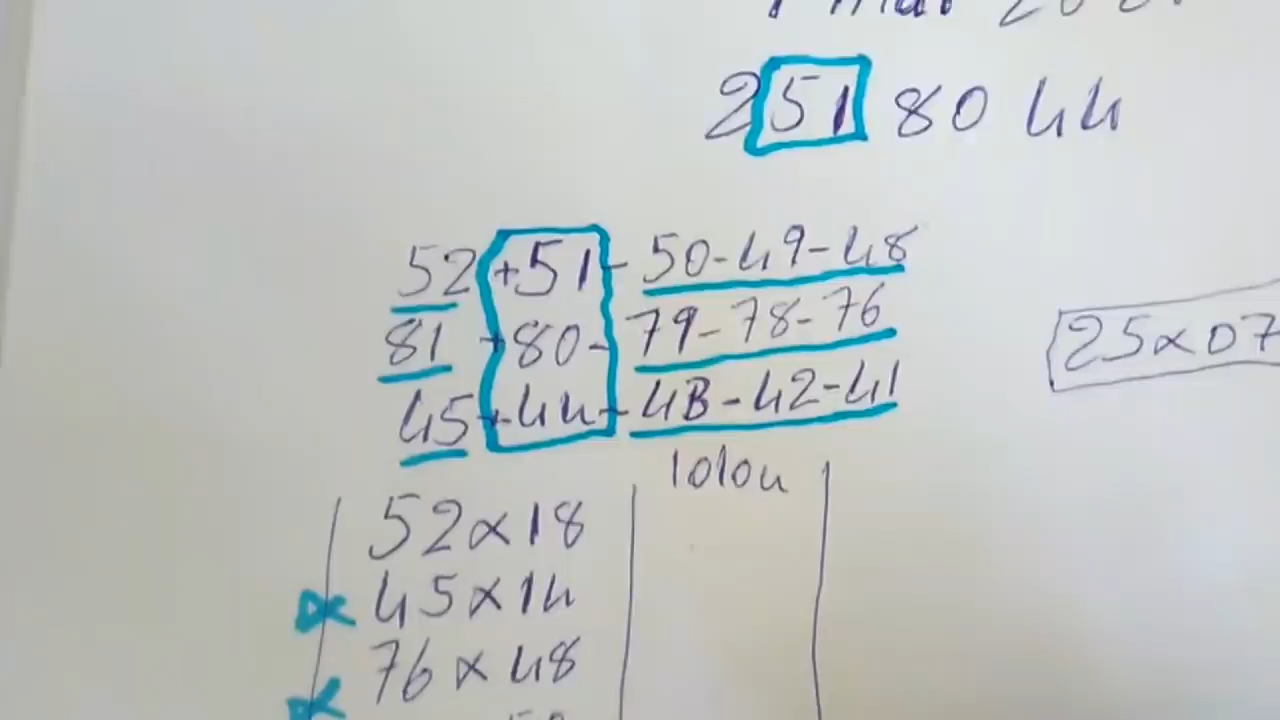 251 80 44
52+51-50-49-48
81+80-79-78-76
45+44-43-42-41
25x07
lolou
52x18
45x14
76x48